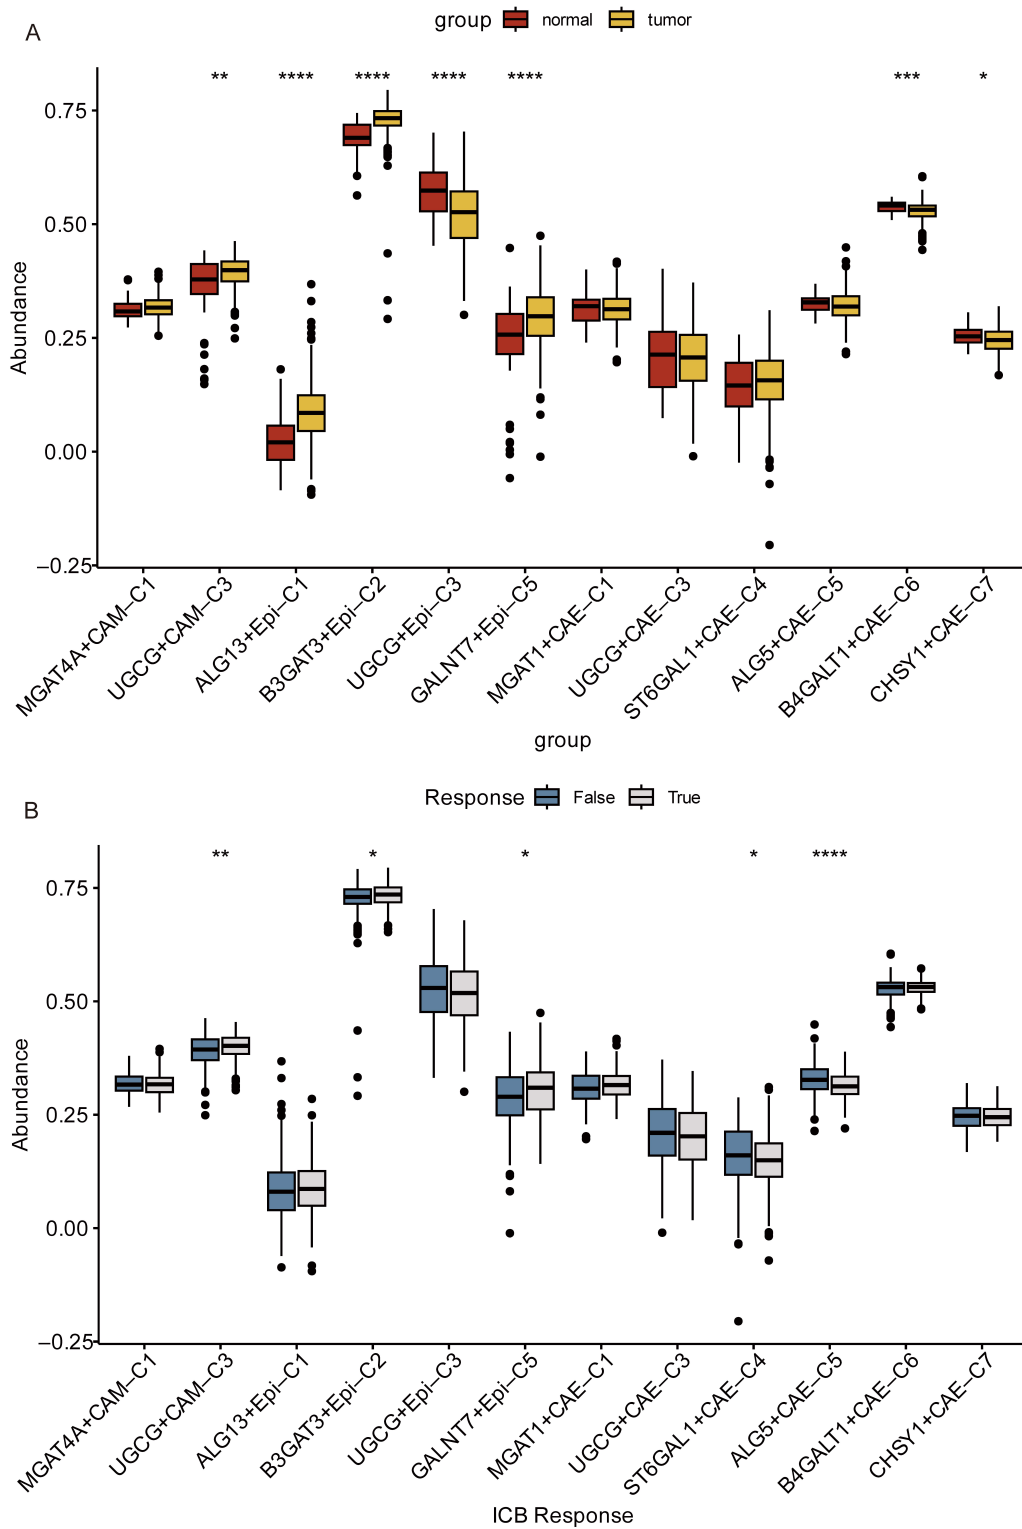 A
group normal tumor
** **** **** **** **** *** *
0.75
0.50
0.25
0.00
−0.25
Abundance
MGAT4A+CAM−C1
UGCG+CAM−C3
ALG13+Epi−C1
B3GAT3+Epi−C2
UGCG+Epi−C3
GALNT7+Epi−C5
MGAT1+CAE−C1
UGCG+CAE−C3
ST6GAL1+CAE−C4
ALG5+CAE−C5
B4GALT1+CAE−C6
CHSY1+CAE−C7
group
B
Response False True
** * * * ****
0.75
0.50
0.25
0.00
−0.25
Abundance
MGAT4A+CAM−C1
UGCG+CAM−C3
ALG13+Epi−C1
B3GAT3+Epi−C2
UGCG+Epi−C3
GALNT7+Epi−C5
MGAT1+CAE−C1
UGCG+CAE−C3
ST6GAL1+CAE−C4
ALG5+CAE−C5
B4GALT1+CAE−C6
CHSY1+CAE−C7
ICB Response